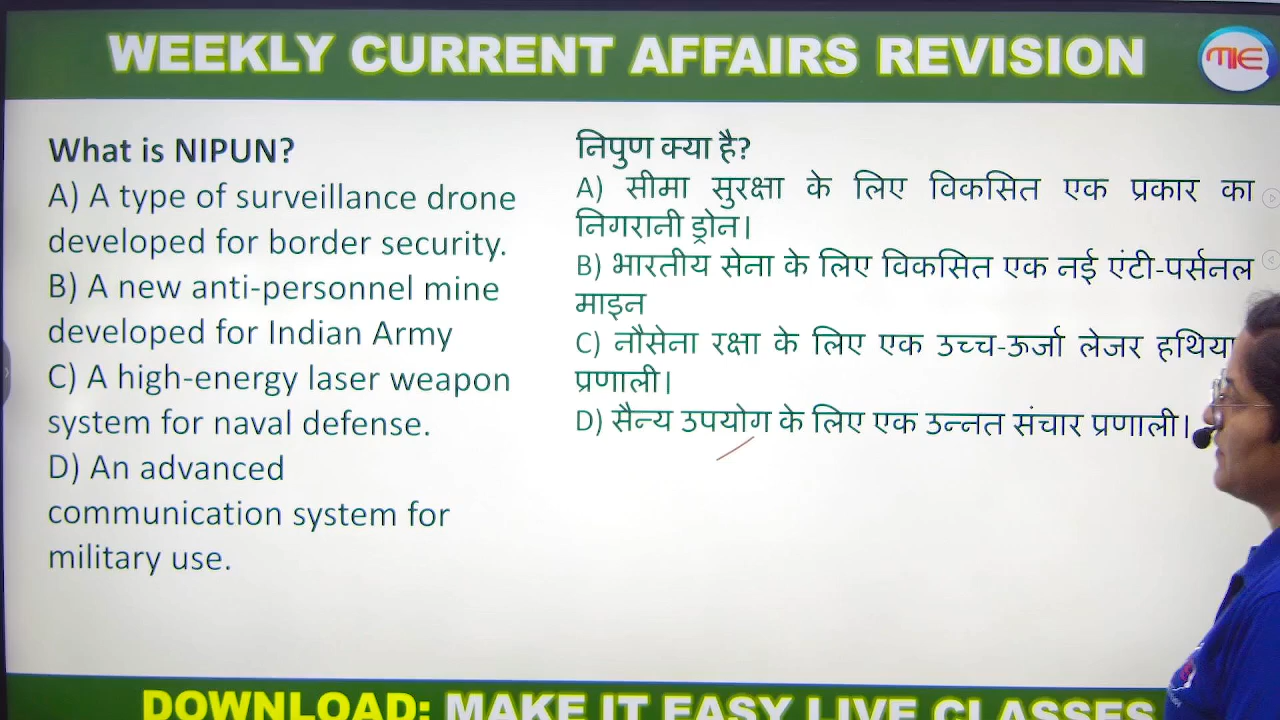 WEEKLY CURRENT AFFAIRS REVISION
MIE
What is NIPUN?
A) A type of surveillance drone
developed for border security.
B) A new anti-personnel mine
developed for Indian Army
C) A high-energy laser weapon
system for naval defense.
D) An advanced
communication system for
military use.
निपुण क्या है?
A) सीमा सुरक्षा के लिए विकसित एक प्रकार का
निगरानी ड्रोन।
B) भारतीय सेना के लिए विकसित एक नई एंटी-पर्सनल
माइन
C) नौसेना रक्षा के लिए एक उच्च-ऊर्जा लेजर
प्रणाली।
D) सैन्य उपयोग के लिए एक उन्नत संचार प्रणाली।
DOWNLOAD: MAKE IT EASY LIVE CLASSES